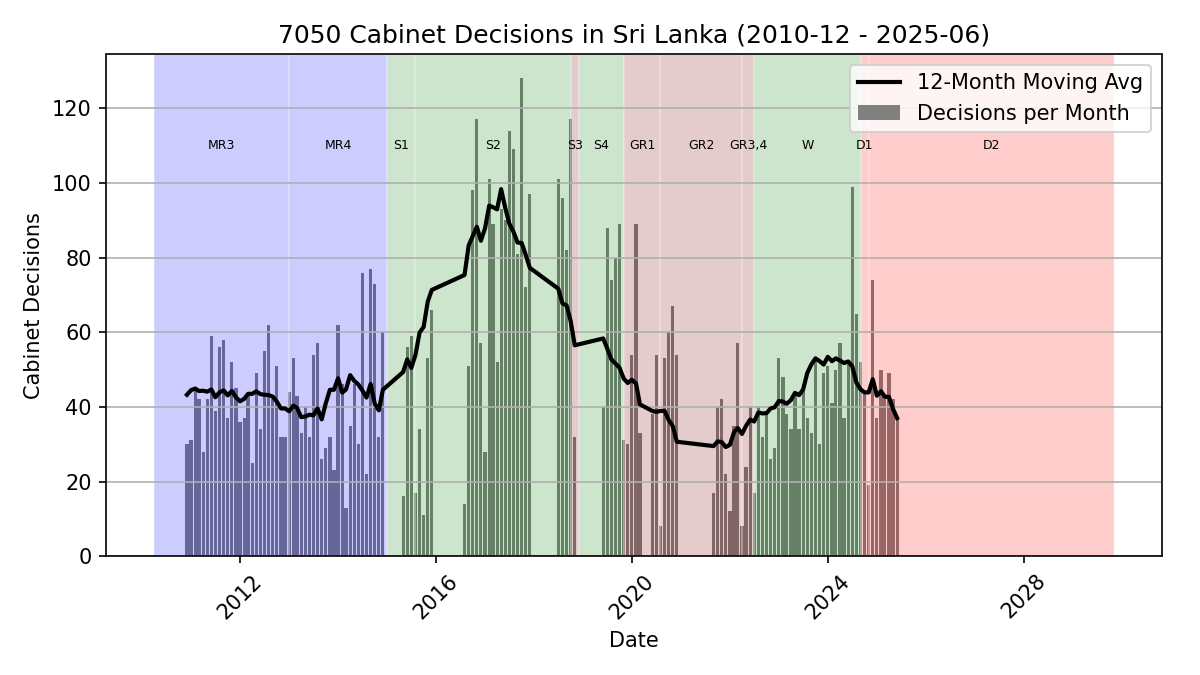 7050 Cabinet Decisions in Sri Lanka (2010-12 - 2025-06)
12-Month Moving Avg
Decisions per Month
MR3 MR4 S1 S2 S3 S4 GR1 GR2 GR3,4 W D1 D2
Cabinet Decisions
120
100
80
60
40
20
0
2012 2016 2020 2024 2028
Date